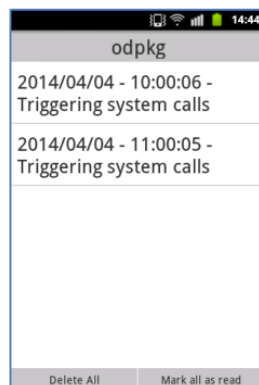 14:44
odpkg
2014/04/04 - 10:00:06 -
Triggering system calls
2014/04/04 - 11:00:05 -
Triggering system calls
Delete All
Mark all as read